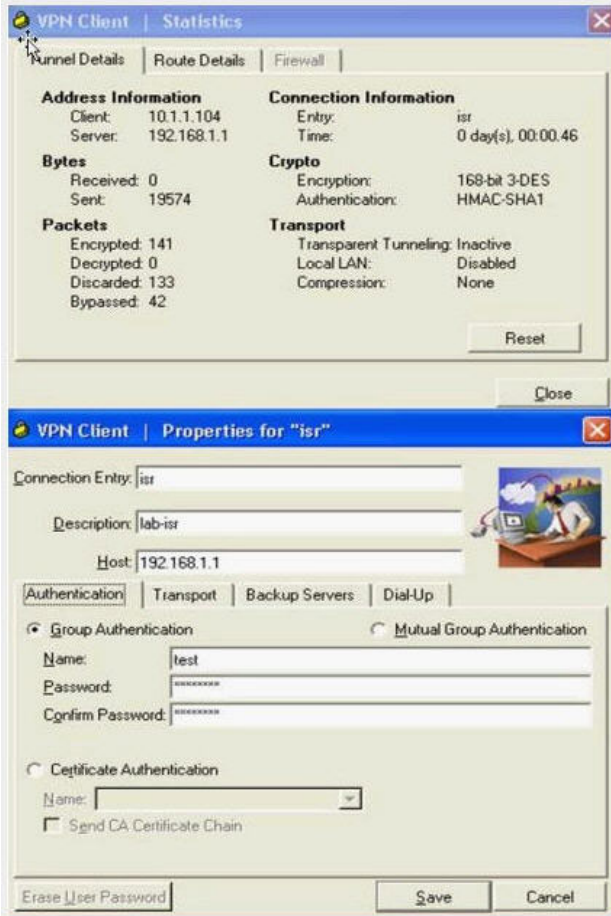 VPN Client | Statistics
Tunnel Details Route Details Firewall
Address Information
Client: 10.1.1.104
Server: 192.168.1.1
Connection Information
Entry: isr
Time: 0 day(s), 00:00.46
Bytes
Received: 0
Sent: 19574
Crypto
Encryption: 168-bit 3-DES
Authentication: HMAC-SHA1
Packets
Encrypted: 141
Decrypted: 0
Discarded: 133
Bypassed: 42
Transport
Transparent Tunneling: Inactive
Local LAN: Disabled
Compression: None
Reset
Close
VPN Client | Properties for "isr"
Connection Entry: isr
Description: lab-isr
Host: 192.168.1.1
Authentication Transport Backup Servers Dial-Up
Group Authentication Mutual Group Authentication
Name: test
Password: ********
Confirm Password: ********
Certificate Authentication
Name:
Send CA Certificate Chain
Erase User Password Save Cancel